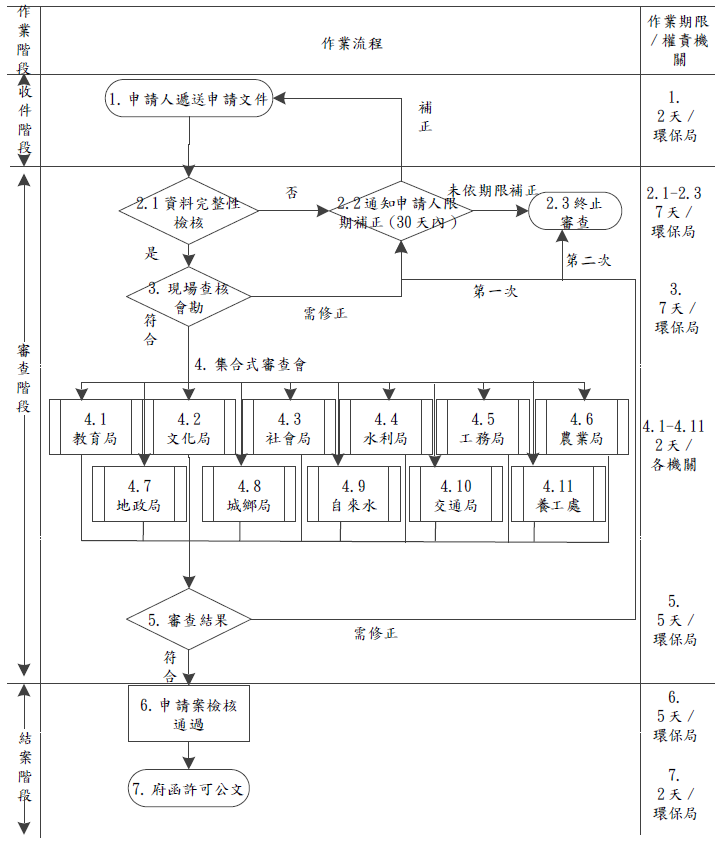 作
業
階
段
作業流程
作業期限
/權責機
關
收
件
階
段
1. 申請人遞送申請文件
補
正
1.
2天/
環保局
審
查
階
段
2.1資料完整性
檢核
否
2.2通知申請人限
期補正(30天內)
未依期限補正
2.3終止
審查
2.1-2.3
7天/
環保局
是
第二次
3. 現場查核
會勘
需修正
第一次
3.
7天/
環保局
符
合
4. 集合式審查會
4.1
教育局
4.2
文化局
4.3
社會局
4.4
水利局
4.5
工務局
4.6
農業局
4.1-4.11
2天/
各機關
4.7
地政局
4.8
城鄉局
4.9
自來水
4.10
交通局
4.11
養工處
5. 審查結果
需修正
5.
5天/
環保局
符
合
結
案
階
段
6. 申請案檢核
通過
6.
5天/
環保局
7. 府函許可公文
7.
2天/
環保局